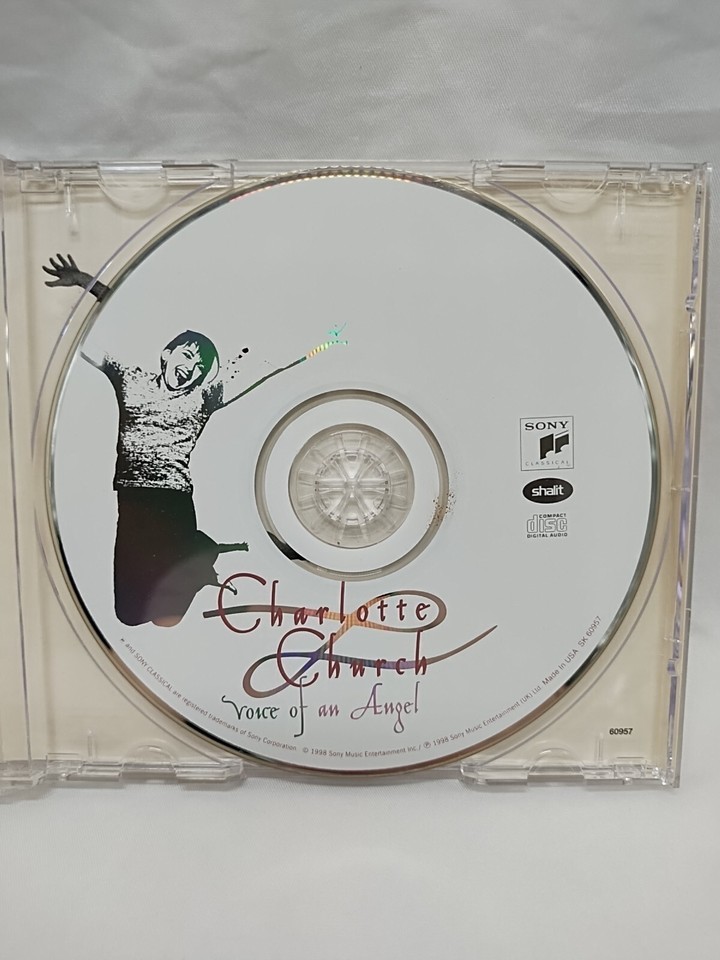 SONY
CLASSICAL
shalit
COMPACT
disc
DIGITAL AUDIO
Charlotte
Church
Voice of an Angel
and SONY CLASSICAL are registered trademarks of Sony Corporation © 1998 Sony Music Entertainment Inc./ ℗ 1998 Sony Music Entertainment (UK) Ltd. Made in USA SK 60957
60957